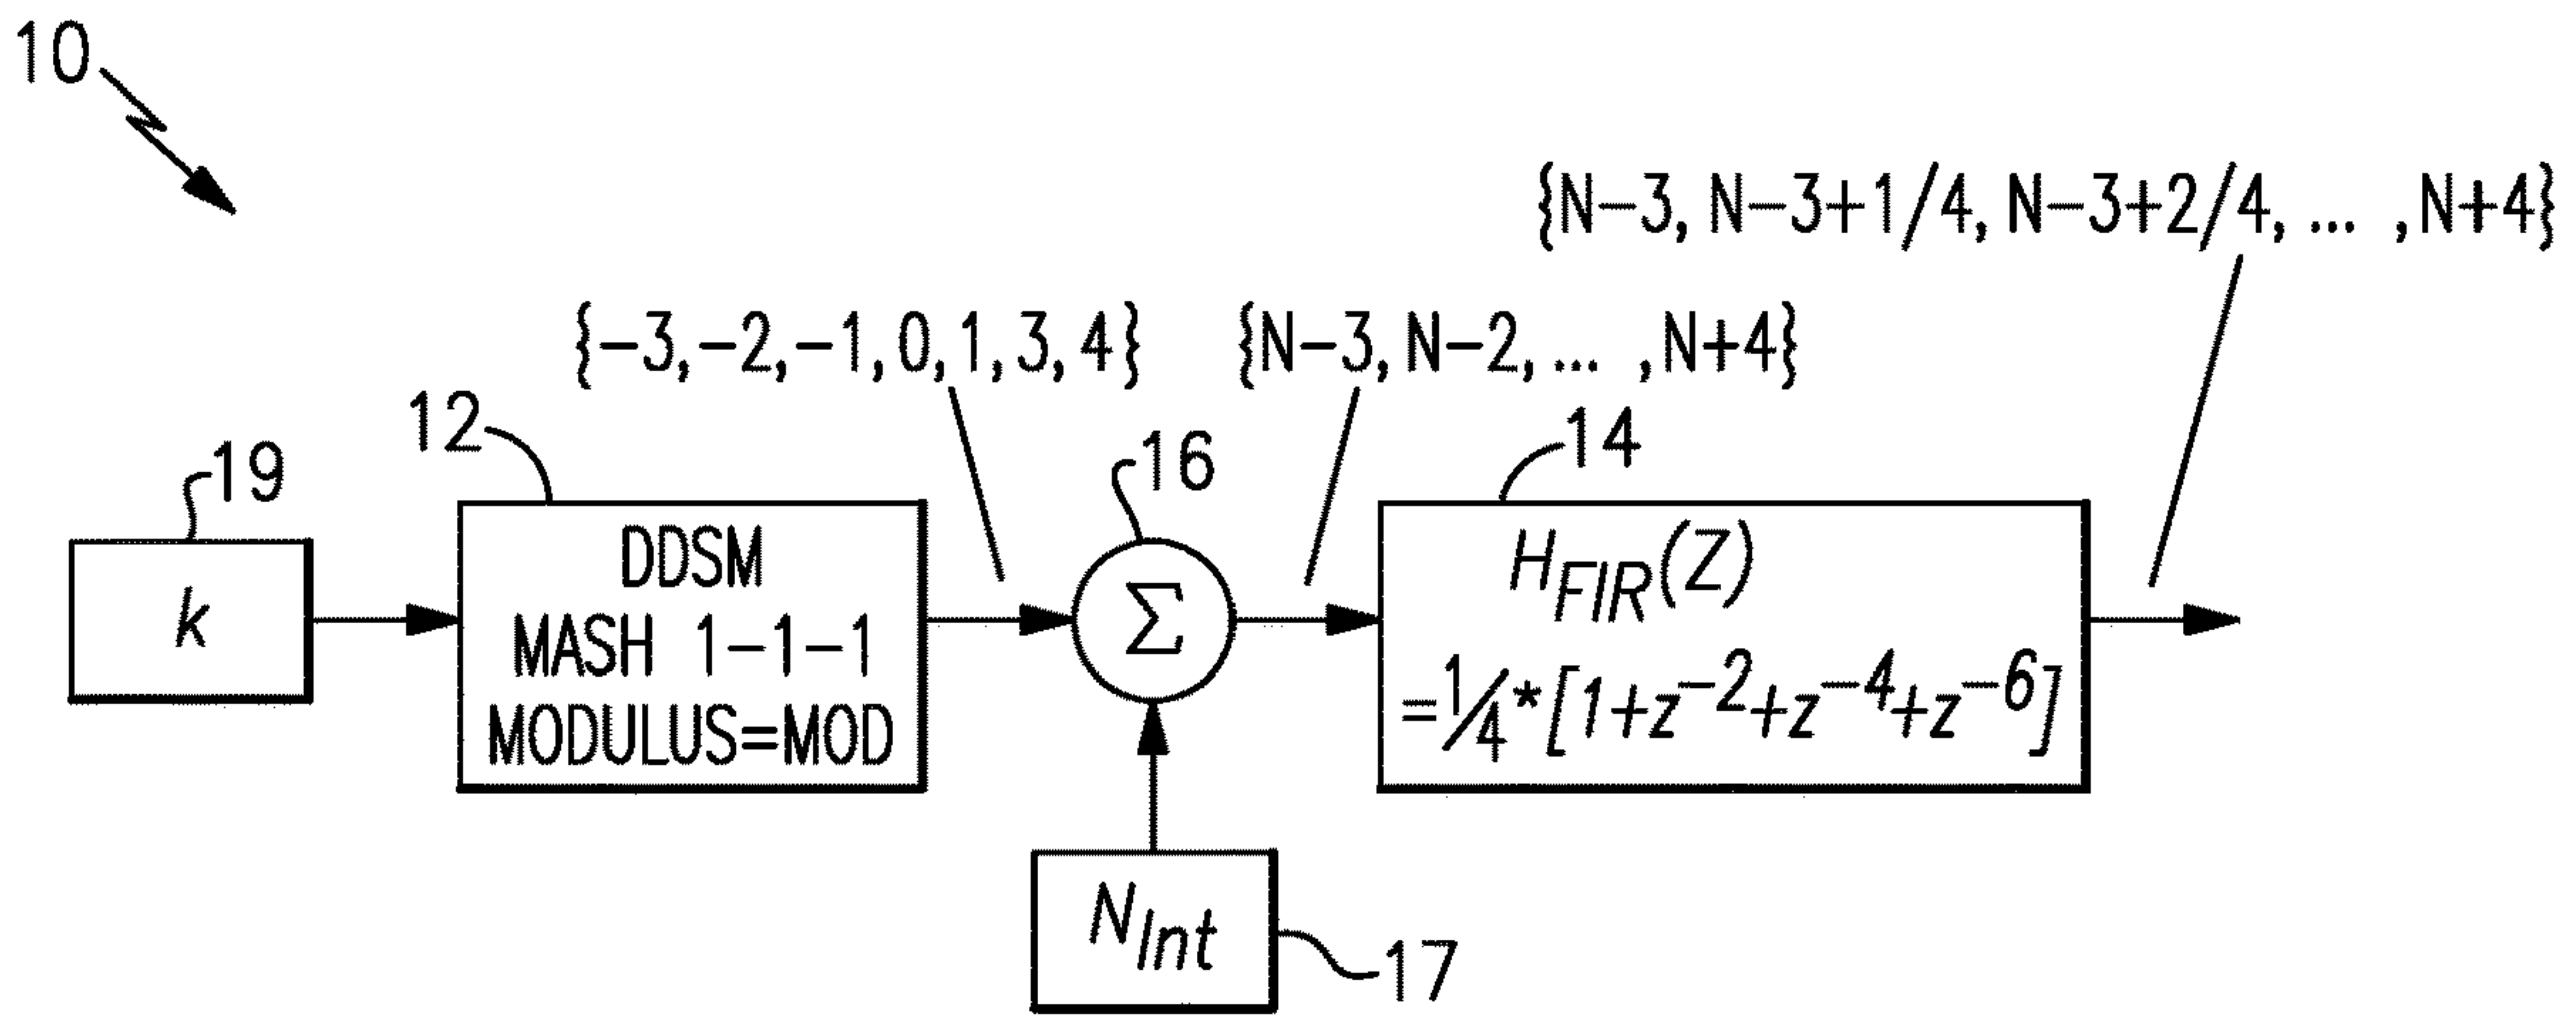 10
{N-3, N-3+1/4, N-3+2/4, ... ,N+4}
{-3,-2,-1,0,1,3,4}
{N-3,N-2,... ,N+4}
12
16
14
19
k
DDSM
MASH 1-1-1
MODULUS=MOD
Σ
H_FIR(Z)
=1/4*[1+z^-2+z^-4+z^-6]
N_Int
17